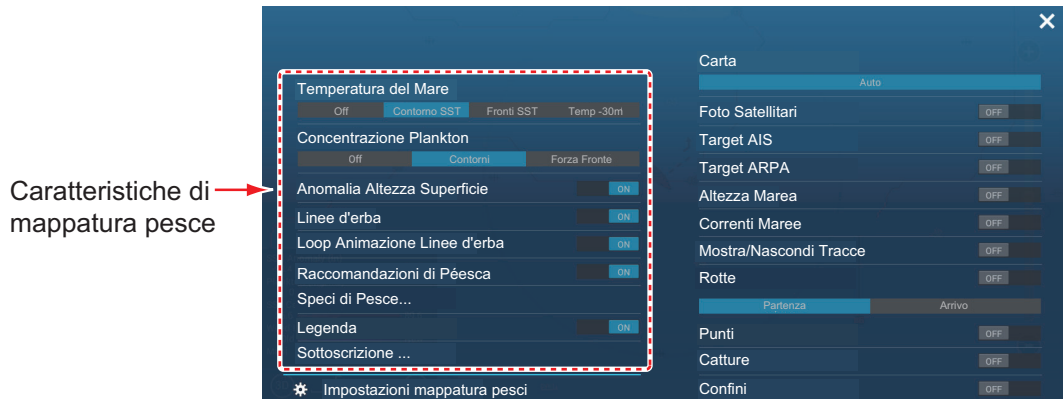 Caratteristiche di
mappatura pesce
Temperatura del Mare
Off Contorno SST Fronti SST Temp -30m
Concentrazione Plankton
Off Contorni Forza Fronte
Anomalia Altezza Superficie ON
Linee d'erba ON
Loop Animazione Linee d'erba ON
Raccomandazioni di Péesca ON
Speci di Pesce...
Legenda ON
Sottoscrizione ...
Impostazioni mappatura pesci
Carta
Auto
Foto Satellitari OFF
Target AIS OFF
Target ARPA OFF
Altezza Marea OFF
Correnti Maree OFF
Mostra/Nascondi Tracce OFF
Rotte OFF
Partenza Arrivo
Punti OFF
Catture OFF
Confini OFF